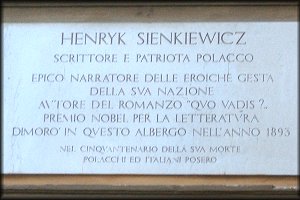 HENRYK SIENKIEWICZ
SCRITTORE E PATRIOTA POLACCO
EPICO NARRATORE DELLE EROICHE GESTA
DELLA SVA NAZIONE
AVTORE DEL ROMANZO "QVO VADIS?„
PREMIO NOBEL PER LA LETTERATVRA
DIMORO' IN QVESTO ALBERGO NELL'ANNO 1893
NEL CINQVANTENARIO DELLA SVA MORTE
POLACCHI ED ITALIANI POSERO